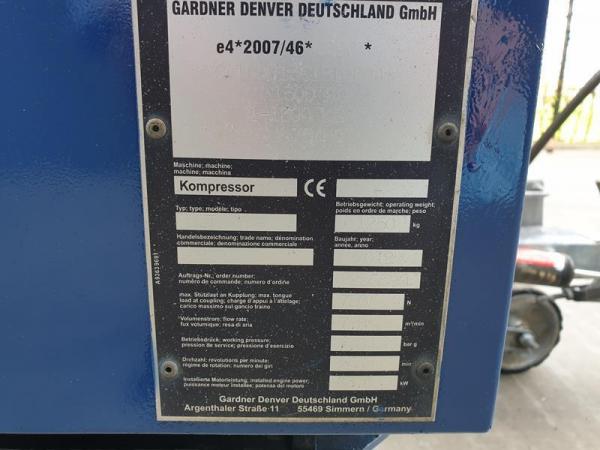 GARDNER DENVER DEUTSCHLAND GmbH
e4*2007/46* *
Maschine; machine;
machine; macchina
Kompressor CE
Betriebsgewicht; operating weight;
poids en ordre de marche; peso
kg
Typ; type; modèle; tipo
Handelsbezeichnung; trade name; dénomination
commerciale; denominazione commerciale
Baujahr; year;
année, anno
Auftrags-Nr., order number;
numéro de commande; numero d'ordine
max. Stützlast an Kupplung; max. tongue
load at coupling; charge d'appui à l'attelage;
carico massimo sul gancio traino
N
Volumenstrom; flow rate;
fux volumique; resa di aria
m³/min
Betriebsdruck; working pressure;
pression de service; pressione d'esercizio
bar g
Drehzahl: revolutions per minute;
régime de rotation; numero dei giri
min
Installierte Motorleistung; installed engine power;
puissance moteur installée; potenza del motore
kW
Gardner Denver Deutschland GmbH
Argenthaler Straße 11 55469 Simmern / Germany